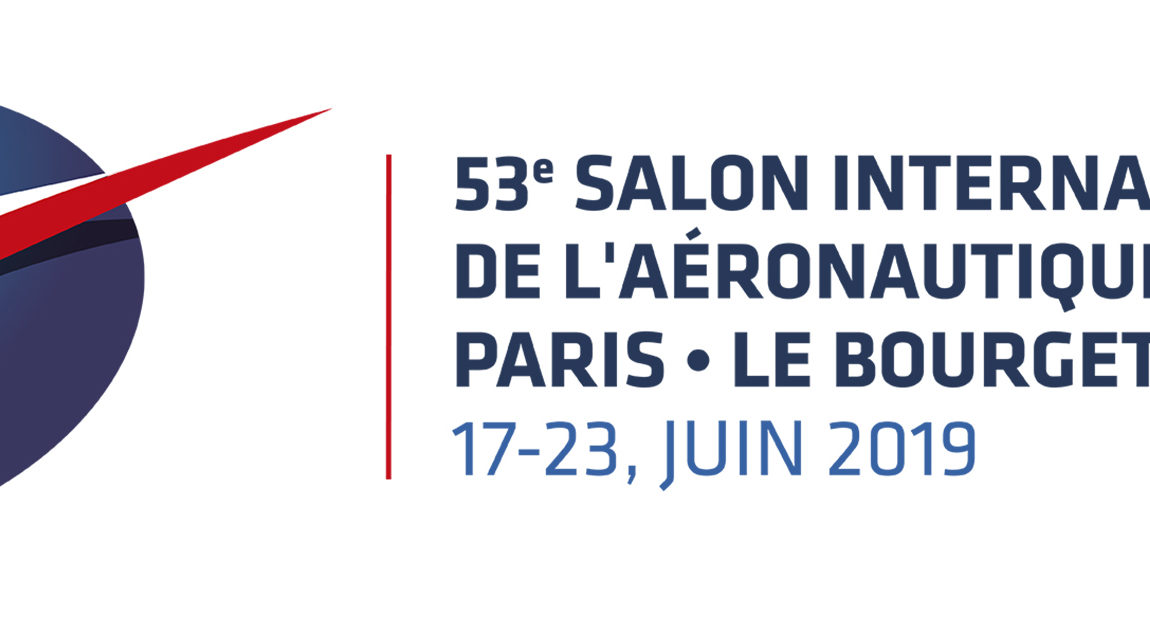 53e SALON INTERNA
DE L'AÉRONAUTIQU
PARIS • LE BOURGET
17-23, JUIN 2019